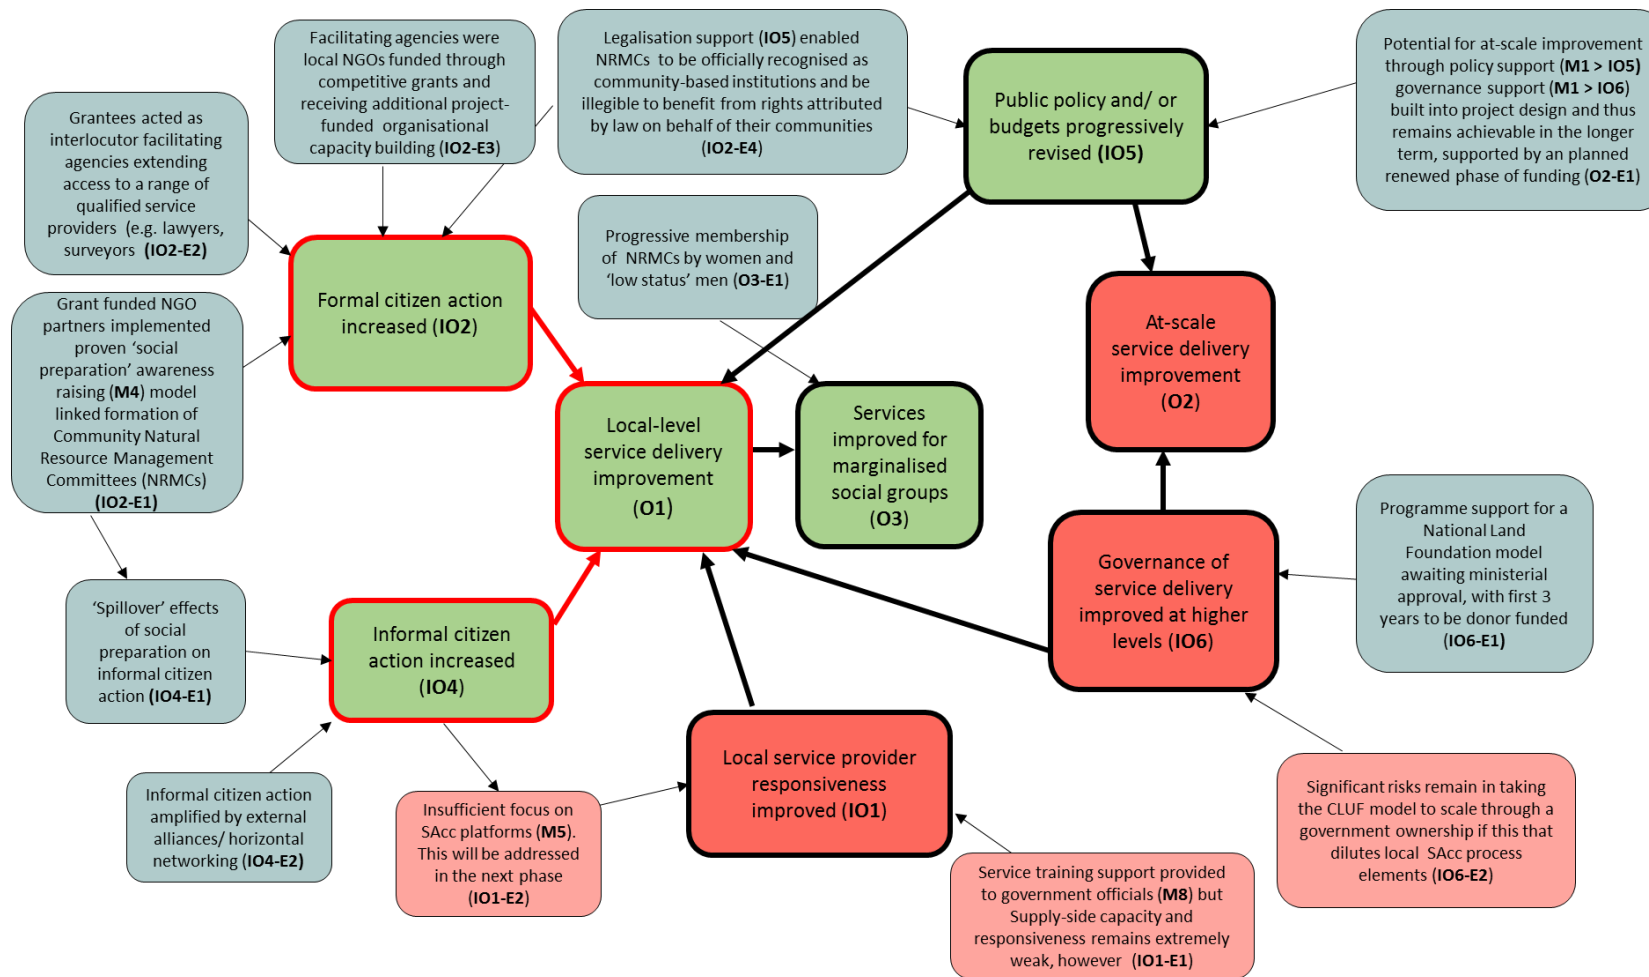 Facilitating agencies were
local NGOs funded through
competitive grants and
receiving additional project-
funded organisational
capacity building (IO2-E3)
Legalisation support (IO5) enabled
NRMCs to be officially recognised as
community-based institutions and be
illegible to benefit from rights attributed
by law on behalf of their communities
(IO2-E4)
Potential for at-scale improvement
through policy support (M1 > IO5)
governance support (M1 > IO6)
built into project design and thus
remains achievable in the longer
term, supported by an planned
renewed phase of funding (O2-E1)
Public policy and/ or
budgets progressively
revised (IO5)
Grantees acted as
interlocutor facilitating
agencies extending
access to a range of
qualified service
providers (e.g. lawyers,
surveyors (IO2-E2)
Progressive membership
of NRMCs by women and
‘low status’ men (O3-E1)
Formal citizen action
increased (IO2)
At-scale
service delivery
improvement
(O2)
Grant funded NGO
partners implemented
proven ‘social
preparation’ awareness
raising (M4) model
linked formation of
Community Natural
Resource Management
Committees (NRMCs)
(IO2-E1)
Local-level
service delivery
improvement
(O1)
Services
improved for
marginalised
social groups
(O3)
Programme support for a
National Land
Foundation model
awaiting ministerial
approval, with first 3
years to be donor funded
(IO6-E1)
Governance of
service delivery
improved at higher
levels (IO6)
‘Spillover’ effects
of social
preparation on
informal citizen
action (IO4-E1)
Informal citizen
action increased
(IO4)
Local service provider
responsiveness
improved (IO1)
Informal citizen action
amplified by external
alliances/ horizontal
networking (IO4-E2)
Insufficient focus on
SAcc platforms (M5).
This will be addressed
in the next phase
(IO1-E2)
Significant risks remain in taking
the CLUF model to scale through a
government ownership if this that
dilutes local SAcc process
elements (IO6-E2)
Service training support provided
to government officials (M8) but
Supply-side capacity and
responsiveness remains extremely
weak, however (IO1-E1)